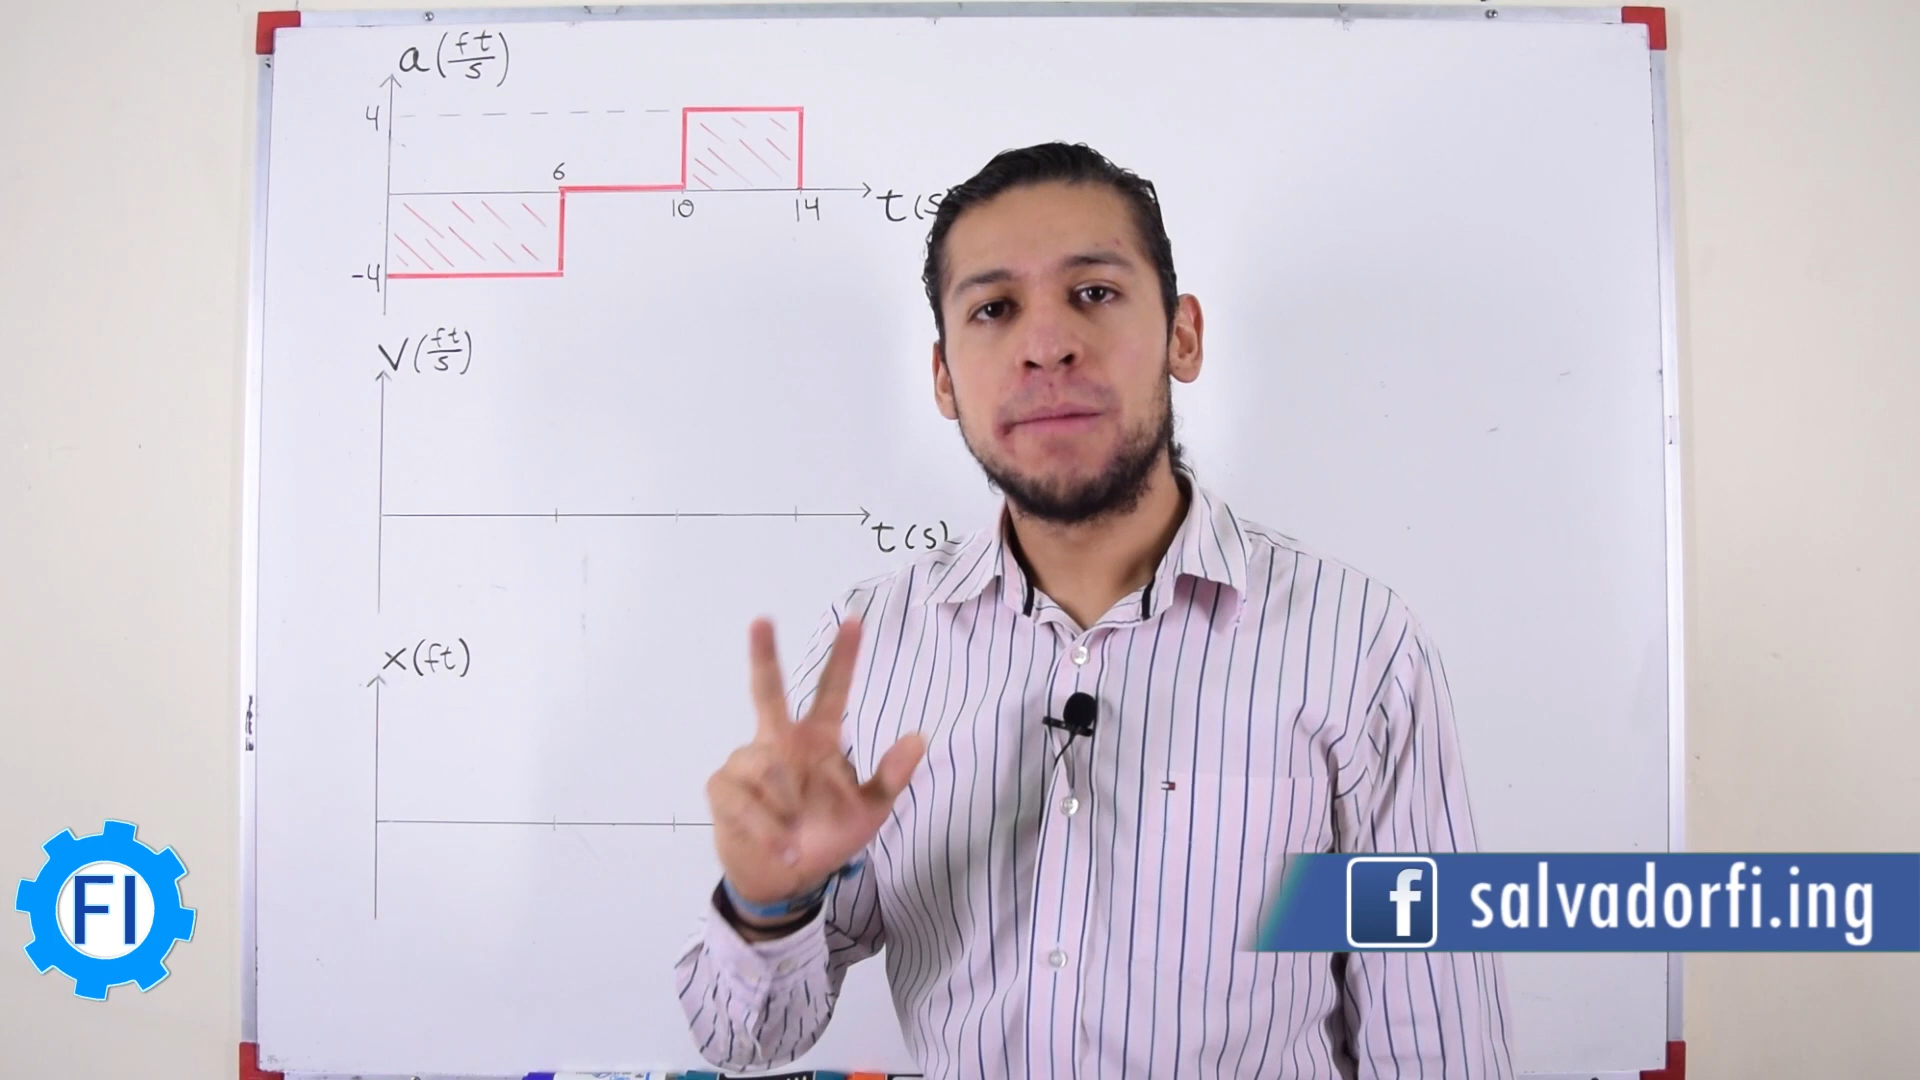 a (ft/s)
4
6
10
14
t(s
-4
V (ft/s)
t(s)
x(ft)
FI
f salvadorfi.ing